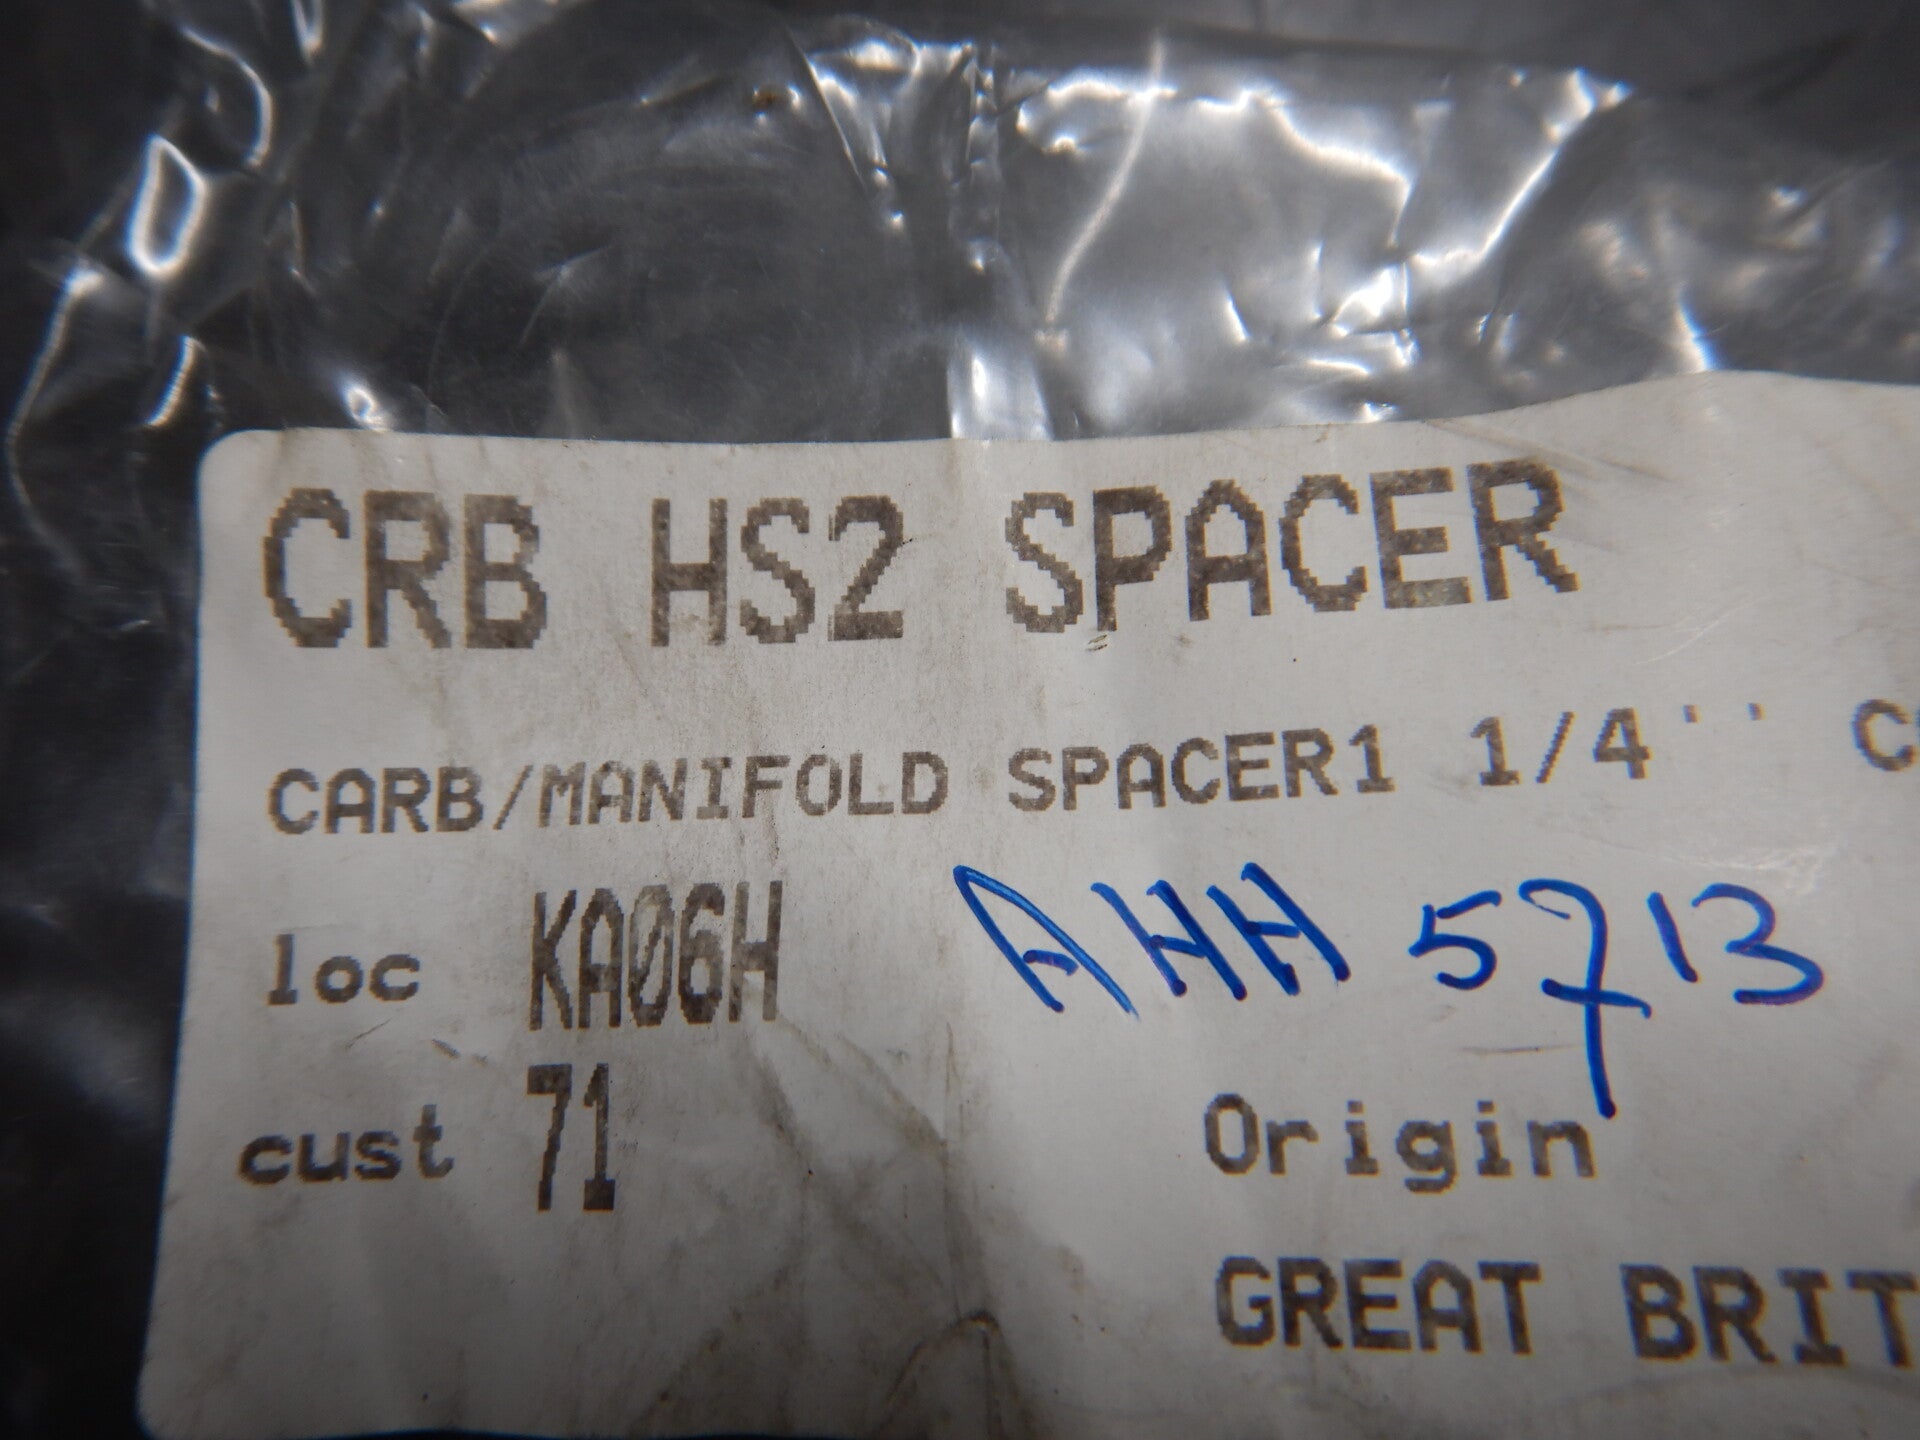 CRB HS2 SPACER
CARB/MANIFOLD SPACER1 1/4''
loc KA06H
AHH 5713
cust 71
Origin
GREAT BRIT